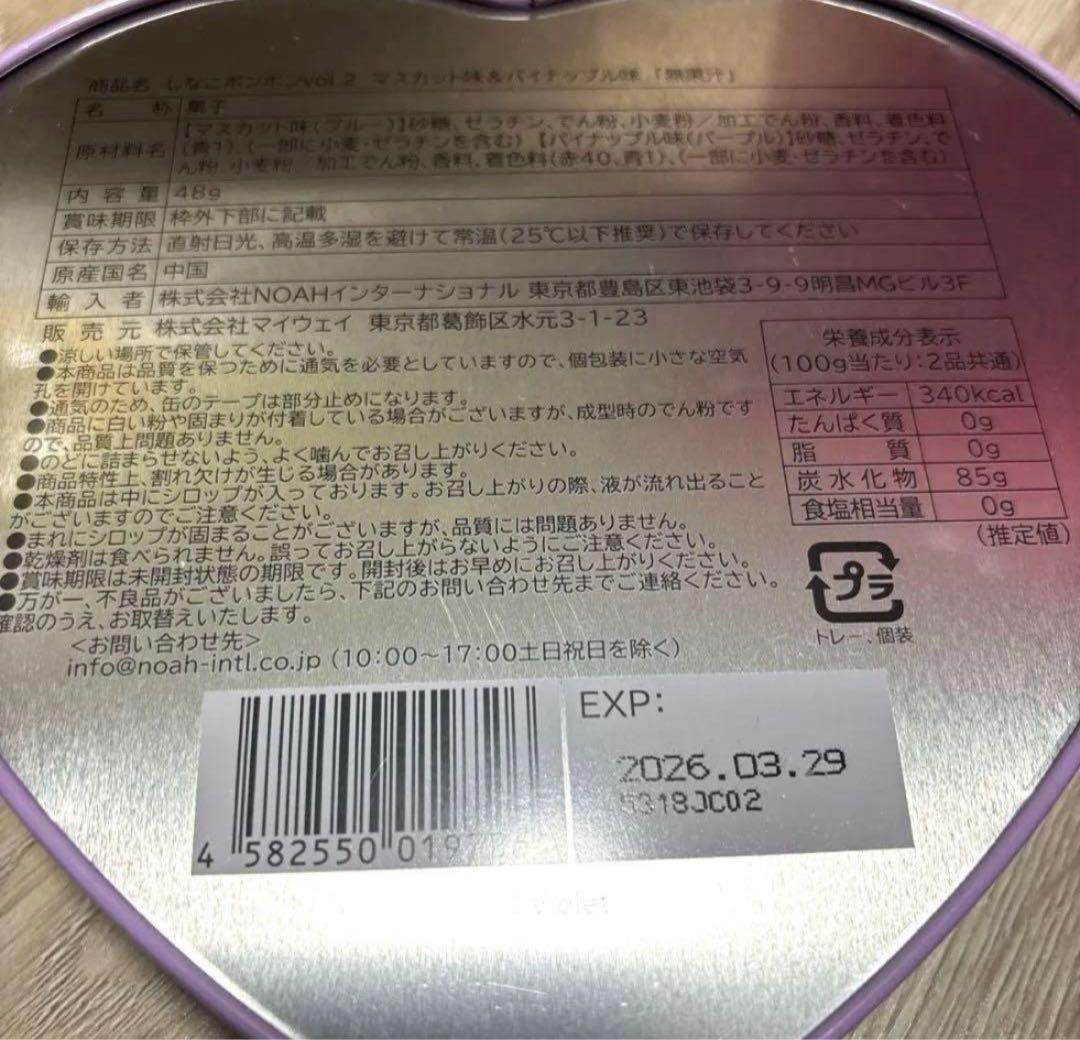 商品名 しなこボンボンvol.2 マスカット味&パイナップル味 「無果汁」
名称 菓子
原材料名 【マスカット味(ブルー)】砂糖、ゼラチン、でん粉、小麦粉/加工でん粉、香料、着色料
(青1)、(一部に小麦・ゼラチンを含む) 【パイナップル味(パープル)】砂糖、ゼラチン、で
ん粉、小麦粉/加工でん粉、香料、着色料(赤40、青1)、(一部に小麦・ゼラチンを含む)
内容量 48g
賞味期限 枠外下部に記載
保存方法 直射日光、高温多湿を避けて常温(25℃以下推奨)で保存してください
原産国名 中国
輸入者 株式会社NOAHインターナショナル 東京都豊島区東池袋3-9-9明昌MGビル3F
販売元 株式会社マイウェイ 東京都葛飾区水元3-1-23
●涼しい場所で保管してください。
●本商品は品質を保つために通気を必要としていますので、個包装に小さな空気
孔を開けています。
●通気のため、缶のテープは部分止めになります。
●商品に白い粉や固まりが付着している場合がございますが、成型時のでん粉です
ので、品質上問題ありません。
●のどに詰まらせないよう、よく噛んでお召し上がりください。
●商品特性上、割れ欠けが生じる場合があります。
●本商品は中にシロップが入っております。お召し上がりの際、液が流れ出ること
がございますのでご注意ください。
●まれにシロップが固まることがございますが、品質には問題ありません。
●乾燥剤は食べられません。誤ってお召し上がらないようにご注意ください。
●賞味期限は未開封状態の期限です。開封後はお早めにお召し上がりください。
●万が一、不良品がございましたら、下記のお問い合わせ先までご連絡ください。
確認のうえ、お取替えいたします。
<お問い合わせ先>
info@noah-intl.co.jp (10:00～17:00土日祝日を除く)
栄養成分表示
(100g当たり:2品共通)
エネルギー 340kcal
たんぱく質 0g
脂質 0g
炭水化物 85g
食塩相当量 0g
(推定値)
プラ
トレー、個装
EXP:
2026.03.29
5318JC02
4 582550 019
Violet